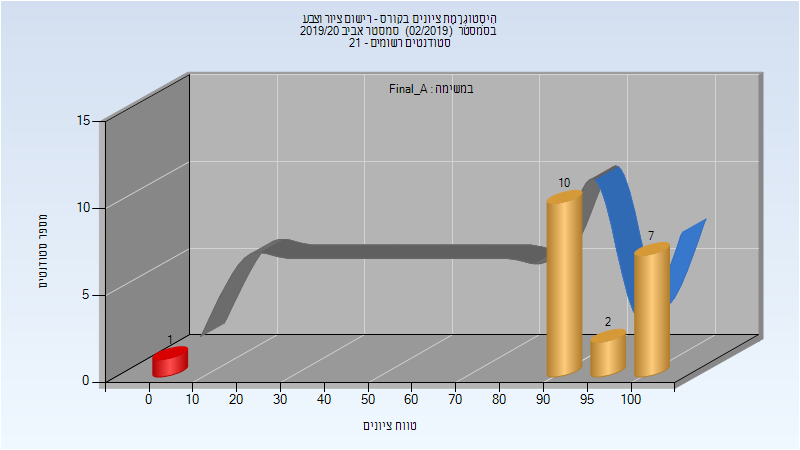 היסטוגרמת ציונים בקורס - רישום ציור וצבע
בסמסטר (02/2019) סמסטר אביב 2019/20
סטודנטים רשומים - 21
במשימה : Final_A
15
10
5
0
מספר סטודנטים
1
10
2
7
0 10 20 30 40 50 60 70 80 90 95 100
טווח ציונים